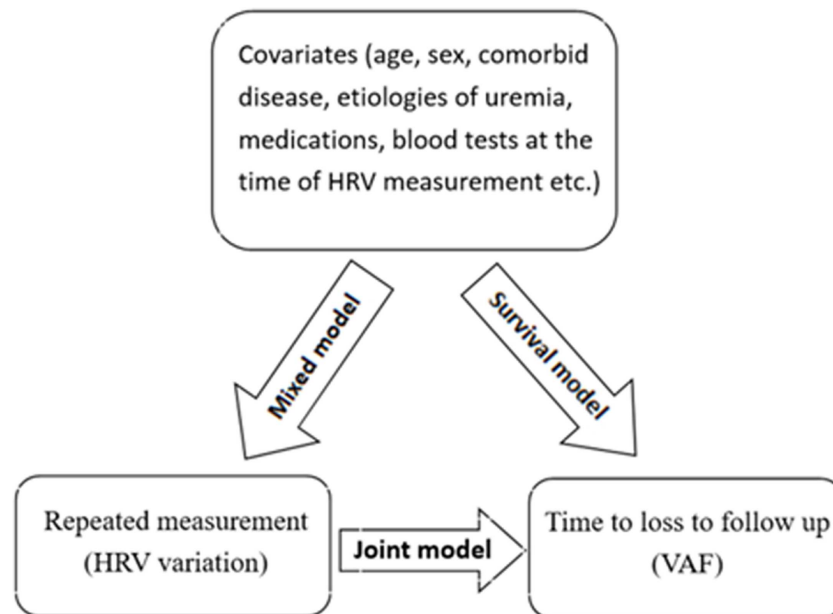 Covariates (age, sex, comorbid
disease, etiologies of uremia,
medications, blood tests at the
time of HRV measurement etc.)
Mixed model
Survival model
Repeated measurement
(HRV variation)
Joint model
Time to loss to follow up
(VAF)